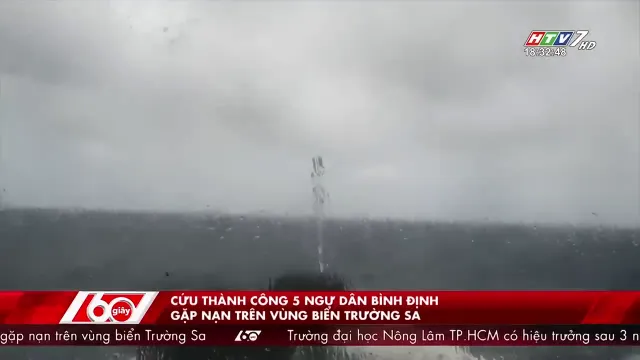 HTV7 HD
18:32:48
60 giây
CỨU THÀNH CÔNG 5 NGƯ DÂN BÌNH ĐỊNH
GẶP NẠN TRÊN VÙNG BIỂN TRƯỜNG SA
gặp nạn trên vùng biển Trường Sa 60 Trường đại học Nông Lâm TP.HCM có hiệu trưởng sau 3 n